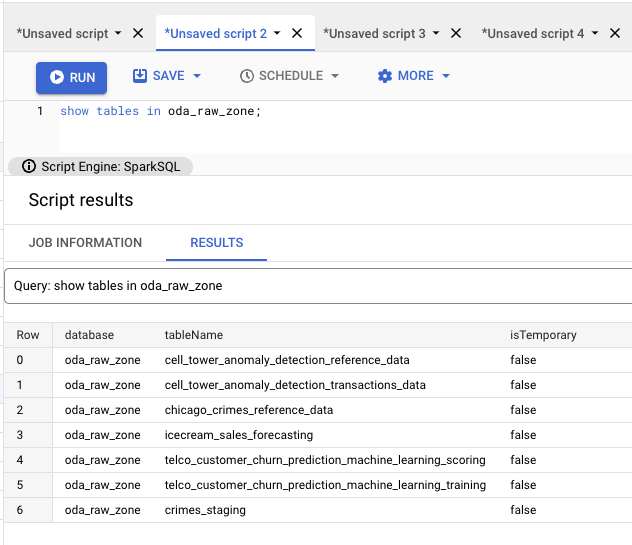 *Unsaved script *Unsaved script 2 *Unsaved script 3 *Unsaved script 4
RUN SAVE SCHEDULE MORE
1 show tables in oda_raw_zone;
Script Engine: SparkSQL
Script results
JOB INFORMATION RESULTS
Query: show tables in oda_raw_zone
Row database tableName isTemporary
0 oda_raw_zone cell_tower_anomaly_detection_reference_data false
1 oda_raw_zone cell_tower_anomaly_detection_transactions_data false
2 oda_raw_zone chicago_crimes_reference_data false
3 oda_raw_zone icecream_sales_forecasting false
4 oda_raw_zone telco_customer_churn_prediction_machine_learning_scoring false
5 oda_raw_zone telco_customer_churn_prediction_machine_learning_training false
6 oda_raw_zone crimes_staging false